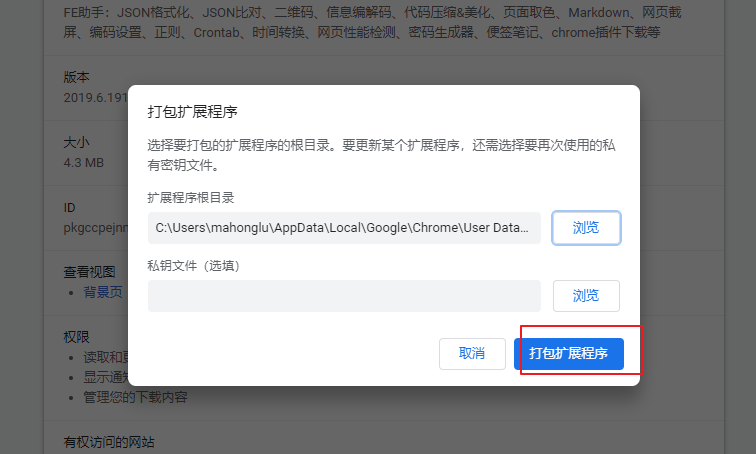 FE助手：JSON格式化、JSON比对、二维码、信息编解码、代码压缩&美化、页面取色、Markdown、网页截
屏、编码设置、正则、Crontab、时间转换、网页性能检测、密码生成器、便签笔记、chrome插件下载等
版本
2019.6.191
打包扩展程序
选择要打包的扩展程序的根目录。要更新某个扩展程序，还需选择要再次使用的私
有密钥文件。
大小
4.3 MB
扩展程序根目录
ID
pkgccpejnn
C:\Users\mahonglu\AppData\Local\Google\Chrome\User Data... 浏览
私钥文件（选填）
查看视图
背景页
浏览
权限
取消 打包扩展程序
读取和更
显示通知
管理您的下载内容
有权访问的网站